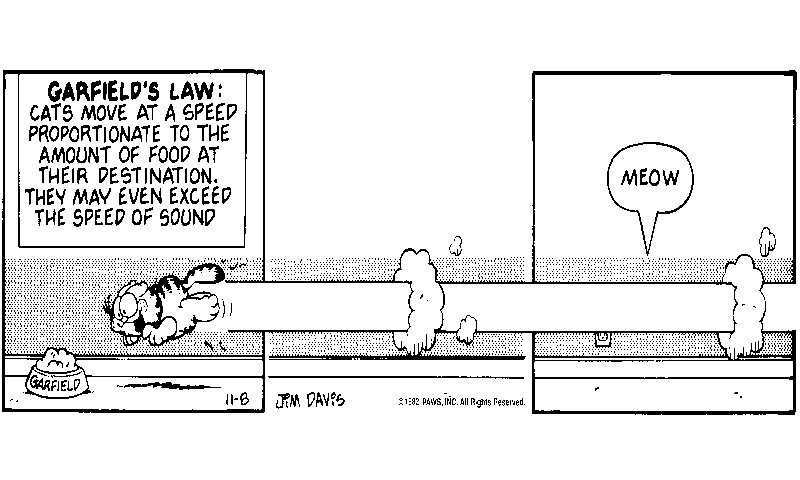 GARFIELD'S LAW:
CATS MOVE AT A SPEED
PROPORTIONATE TO THE
AMOUNT OF FOOD AT
THEIR DESTINATION.
THEY MAY EVEN EXCEED
THE SPEED OF SOUND
GARFIELD
11-8
JIM DAVIS
©1982 PAWS, INC. All Rights Reserved.
MEOW